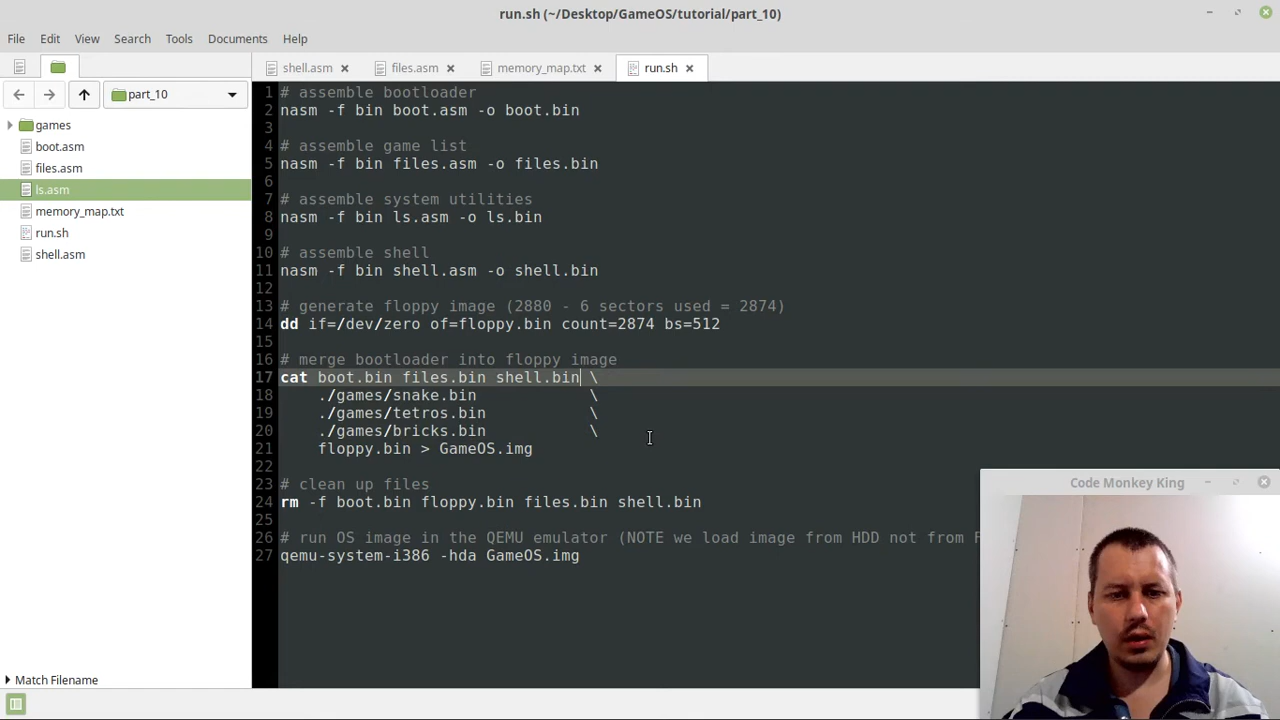 run.sh (~/Desktop/GameOS/tutorial/part_10)
File Edit View Search Tools Documents Help
shell.asm files.asm memory_map.txt run.sh
part_10
games
boot.asm
files.asm
ls.asm
memory_map.txt
run.sh
shell.asm
Match Filename
1 # assemble bootloader
2 nasm -f bin boot.asm -o boot.bin
3
4 # assemble game list
5 nasm -f bin files.asm -o files.bin
6
7 # assemble system utilities
8 nasm -f bin ls.asm -o ls.bin
9
10 # assemble shell
11 nasm -f bin shell.asm -o shell.bin
12
13 # generate floppy image (2880 - 6 sectors used = 2874)
14 dd if=/dev/zero of=floppy.bin count=2874 bs=512
15
16 # merge bootloader into floppy image
17 cat boot.bin files.bin shell.bin \
18 ./games/snake.bin \
19 ./games/tetros.bin \
20 ./games/bricks.bin \
21 floppy.bin > GameOS.img
22
23 # clean up files
24 rm -f boot.bin floppy.bin files.bin shell.bin
25
26 # run OS image in the QEMU emulator (NOTE we load image from HDD not from F
27 qemu-system-i386 -hda GameOS.img
Code Monkey King